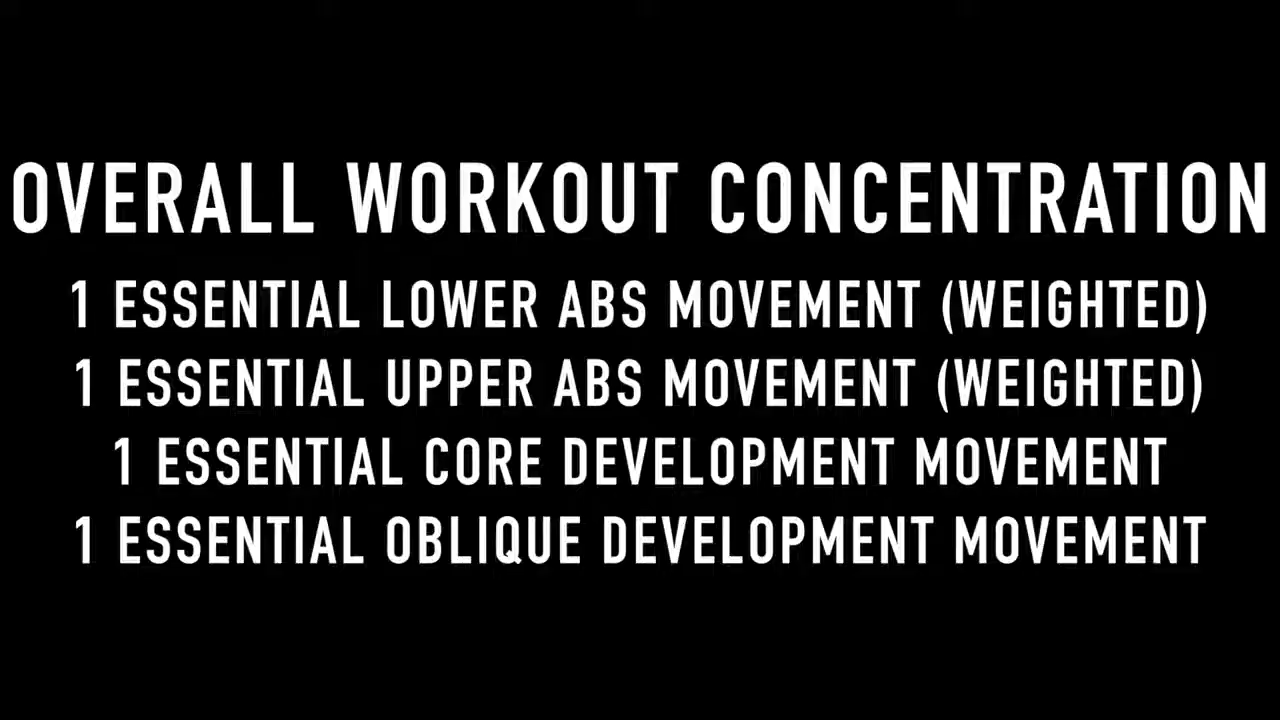 OVERALL WORKOUT CONCENTRATION
1 ESSENTIAL LOWER ABS MOVEMENT (WEIGHTED)
1 ESSENTIAL UPPER ABS MOVEMENT (WEIGHTED)
1 ESSENTIAL CORE DEVELOPMENT MOVEMENT
1 ESSENTIAL OBLIQUE DEVELOPMENT MOVEMENT